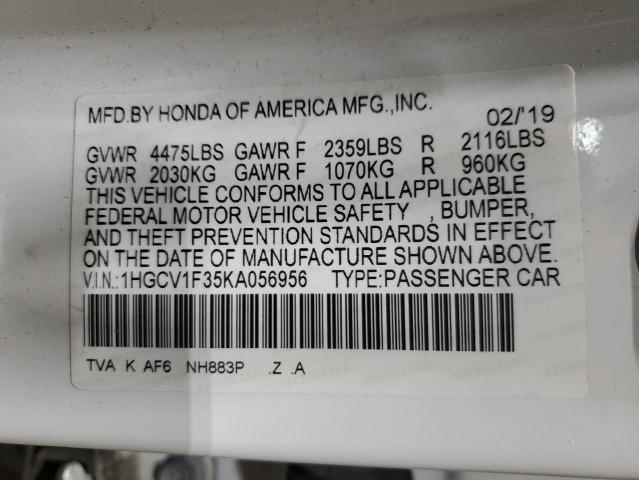 MFD.BY HONDA OF AMERICA MFG.,INC. 02/'19
GVWR 4475LBS GAWR F 2359LBS R 2116LBS
GVWR 2030KG GAWR F 1070KG R 960KG
THIS VEHICLE CONFORMS TO ALL APPLICABLE
FEDERAL MOTOR VEHICLE SAFETY , BUMPER,
AND THEFT PREVENTION STANDARDS IN EFFECT
ON THE DATE OF MANUFACTURE SHOWN ABOVE.
V.I.N.: 1HGCV1F35KA056956 TYPE:PASSENGER CAR
TVA K AF6 NH883P .Z .A